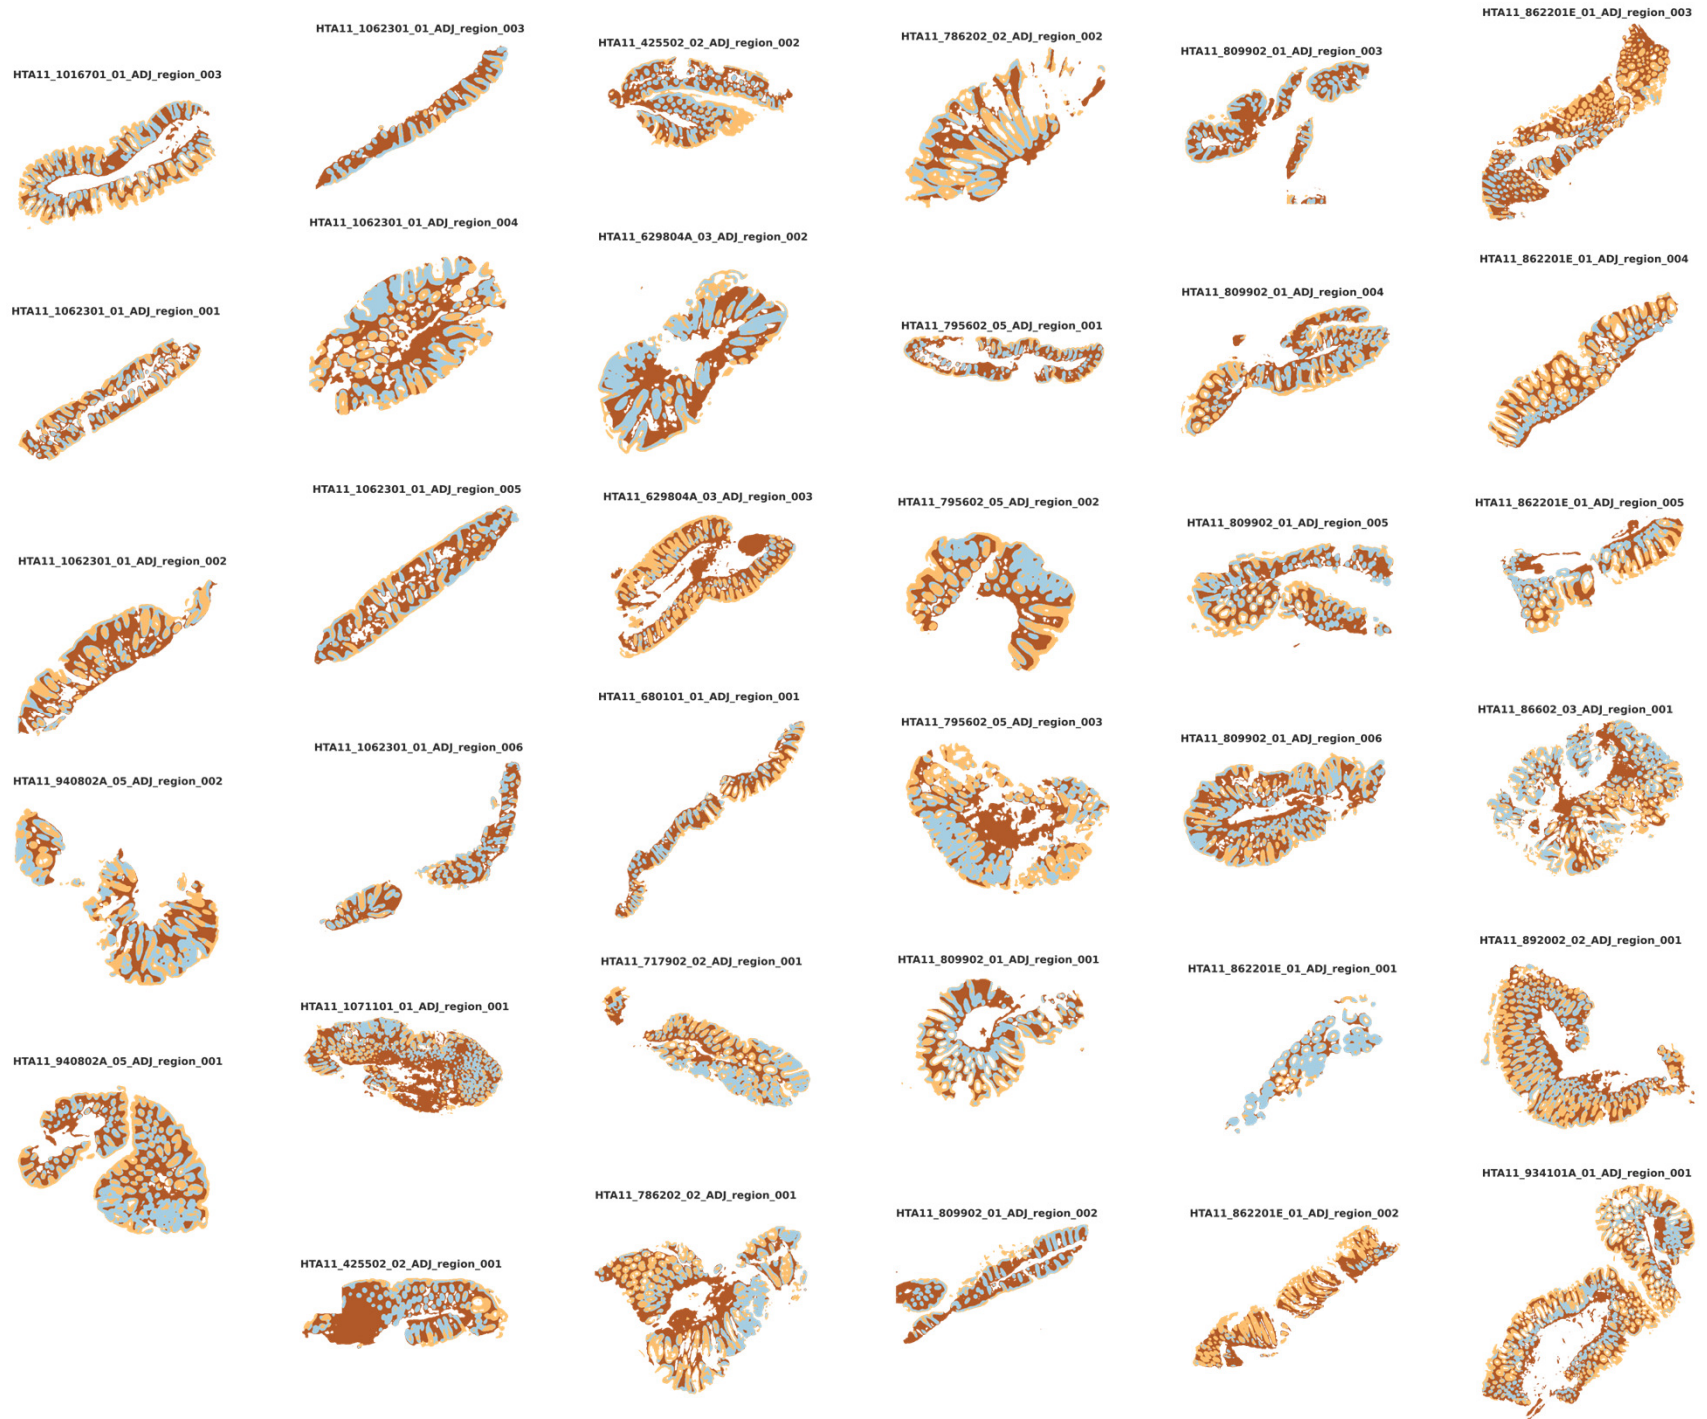 HTA11_1016701_01_ADJ_region_003
HTA11_1062301_01_ADJ_region_001
HTA11_1062301_01_ADJ_region_002
HTA11_940802A_05_ADJ_region_002
HTA11_940802A_05_ADJ_region_001
HTA11_1062301_01_ADJ_region_003
HTA11_1062301_01_ADJ_region_004
HTA11_1062301_01_ADJ_region_005
HTA11_1062301_01_ADJ_region_006
HTA11_1071101_01_ADJ_region_001
HTA11_425502_02_ADJ_region_001
HTA11_425502_02_ADJ_region_002
HTA11_629804A_03_ADJ_region_002
HTA11_629804A_03_ADJ_region_003
HTA11_680101_01_ADJ_region_001
HTA11_717902_02_ADJ_region_001
HTA11_786202_02_ADJ_region_001
HTA11_786202_02_ADJ_region_002
HTA11_795602_05_ADJ_region_001
HTA11_795602_05_ADJ_region_002
HTA11_795602_05_ADJ_region_003
HTA11_809902_01_ADJ_region_001
HTA11_809902_01_ADJ_region_002
HTA11_809902_01_ADJ_region_003
HTA11_809902_01_ADJ_region_004
HTA11_809902_01_ADJ_region_005
HTA11_809902_01_ADJ_region_006
HTA11_862201E_01_ADJ_region_001
HTA11_862201E_01_ADJ_region_002
HTA11_862201E_01_ADJ_region_003
HTA11_862201E_01_ADJ_region_004
HTA11_862201E_01_ADJ_region_005
HTA11_86602_03_ADJ_region_001
HTA11_892002_02_ADJ_region_001
HTA11_934101A_01_ADJ_region_001